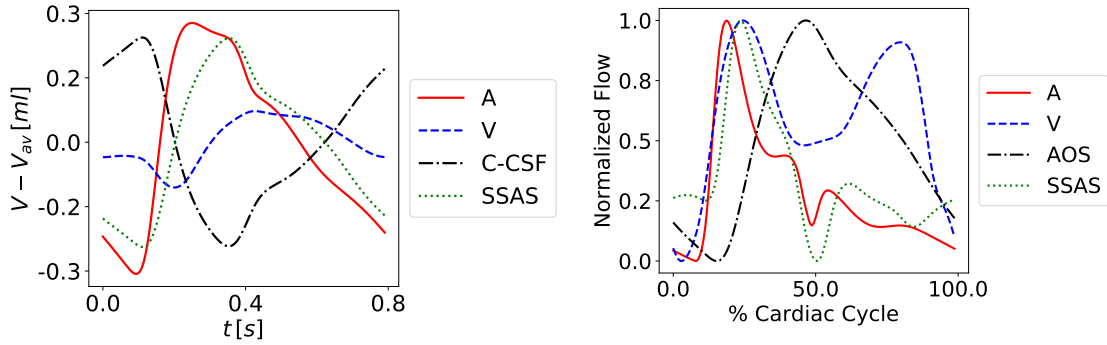 V − V_av [ml]
0.3
0.2
0.0
-0.2
-0.3
0.0 0.4 0.8
t [s]
A
V
C-CSF
SSAS
Normalized Flow
1.0
0.8
0.5
0.2
0.0
0.0 50.0 100.0
% Cardiac Cycle
A
V
AOS
SSAS